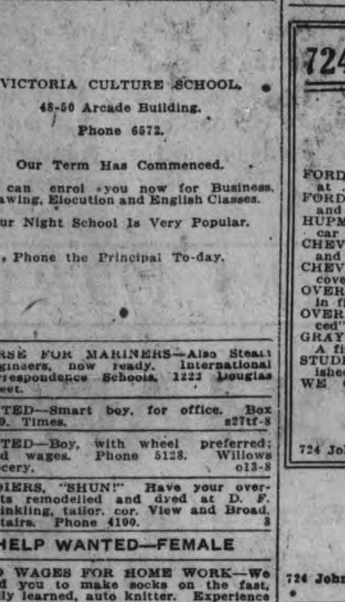 VICTORIA CULTURE SCHOOL,
48-50 Arcade Building.
Phone 6572.
Our Term Has Commenced.
can enrol you now for Business,
awing, Elocution and English Classes.
ur Night School Is Very Popular.
Phone the Principal To-day.
RSE FOR MARINERS—Also Steam
gineers, now ready. International
respondence Schools, 1222 Douglas
eet.
TED—Smart boy, for office. Box
9, Times. s27tf-8
TED—Boy, with wheel preferred;
d wages. Phone 5128. Willows
cery. o13-8
DIERS, "SHUN!" Have your over-
ts remodelled and dyed at D. F.
inkling, tailor, cor. View and Broad.
tairs. Phone 4100. 8
HELP WANTED—FEMALE
WAGES FOR HOME WORK—We
d you to make socks on the fast,
ily learned, auto knitter. Experience
724
FORD
at
FORD
and
HUPM
car
CHEV
and
CHEV
cove
OVER
in fi
OVER
ced"
GRAY
A fi
STUDE
ished
WE
724 Joh
724 John